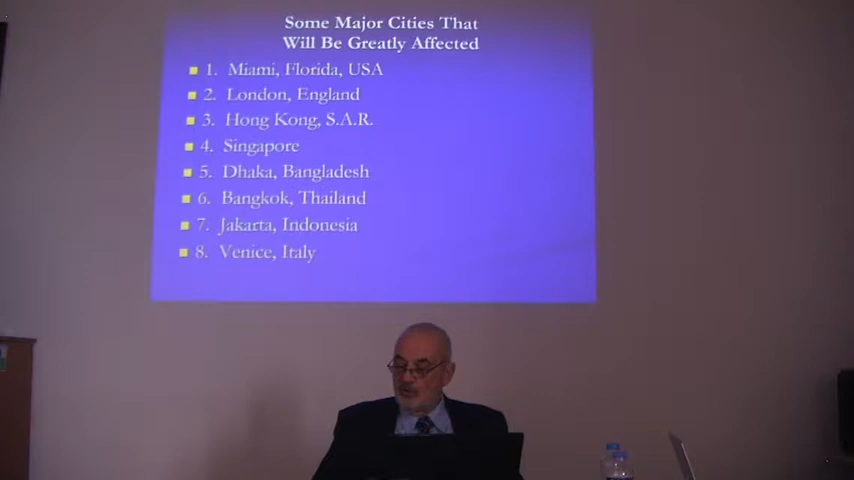 Some Major Cities That
Will Be Greatly Affected
1. Miami, Florida, USA
2. London, England
3. Hong Kong, S.A.R.
4. Singapore
5. Dhaka, Bangladesh
6. Bangkok, Thailand
7. Jakarta, Indonesia
8. Venice, Italy